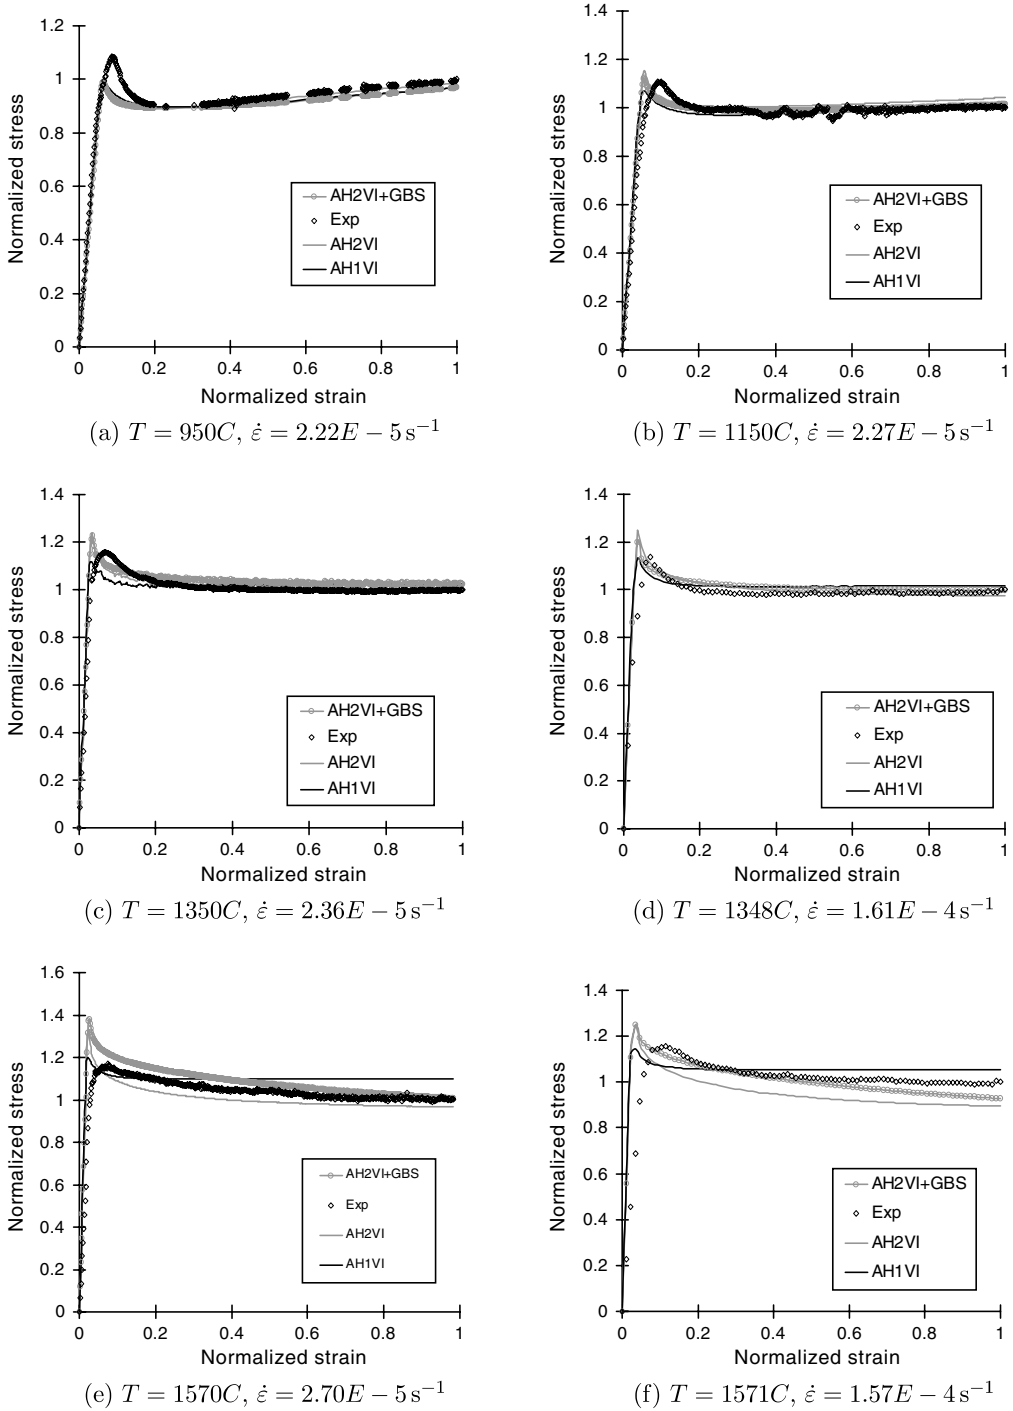 Normalized stress
1.2
1
0.8
0.6
0.4
0.2
0
0 0.2 0.4 0.6 0.8 1
Normalized strain
AH2VI+GBS
Exp
AH2VI
AH1VI
(a) T = 950C, ε̇ = 2.22E − 5 s⁻¹
Normalized stress
1.4
1.2
1
0.8
0.6
0.4
0.2
0
0 0.2 0.4 0.6 0.8 1
Normalized strain
AH2VI+GBS
Exp
AH2VI
AH1VI
(b) T = 1150C, ε̇ = 2.27E − 5 s⁻¹
Normalized stress
1.4
1.2
1
0.8
0.6
0.4
0.2
0
0 0.2 0.4 0.6 0.8 1
Normalized strain
AH2VI+GBS
Exp
AH2VI
AH1VI
(c) T = 1350C, ε̇ = 2.36E − 5 s⁻¹
Normalized stress
1.4
1.2
1
0.8
0.6
0.4
0.2
0
0 0.2 0.4 0.6 0.8 1
Normalized strain
AH2VI+GBS
Exp
AH2VI
AH1VI
(d) T = 1348C, ε̇ = 1.61E − 4 s⁻¹
Normalized stress
1.6
1.4
1.2
1
0.8
0.6
0.4
0.2
0
0 0.2 0.4 0.6 0.8 1
Normalized strain
AH2VI+GBS
Exp
AH2VI
AH1VI
(e) T = 1570C, ε̇ = 2.70E − 5 s⁻¹
Normalized stress
1.4
1.2
1
0.8
0.6
0.4
0.2
0
0 0.2 0.4 0.6 0.8 1
Normalized strain
AH2VI+GBS
Exp
AH2VI
AH1VI
(f) T = 1571C, ε̇ = 1.57E − 4 s⁻¹